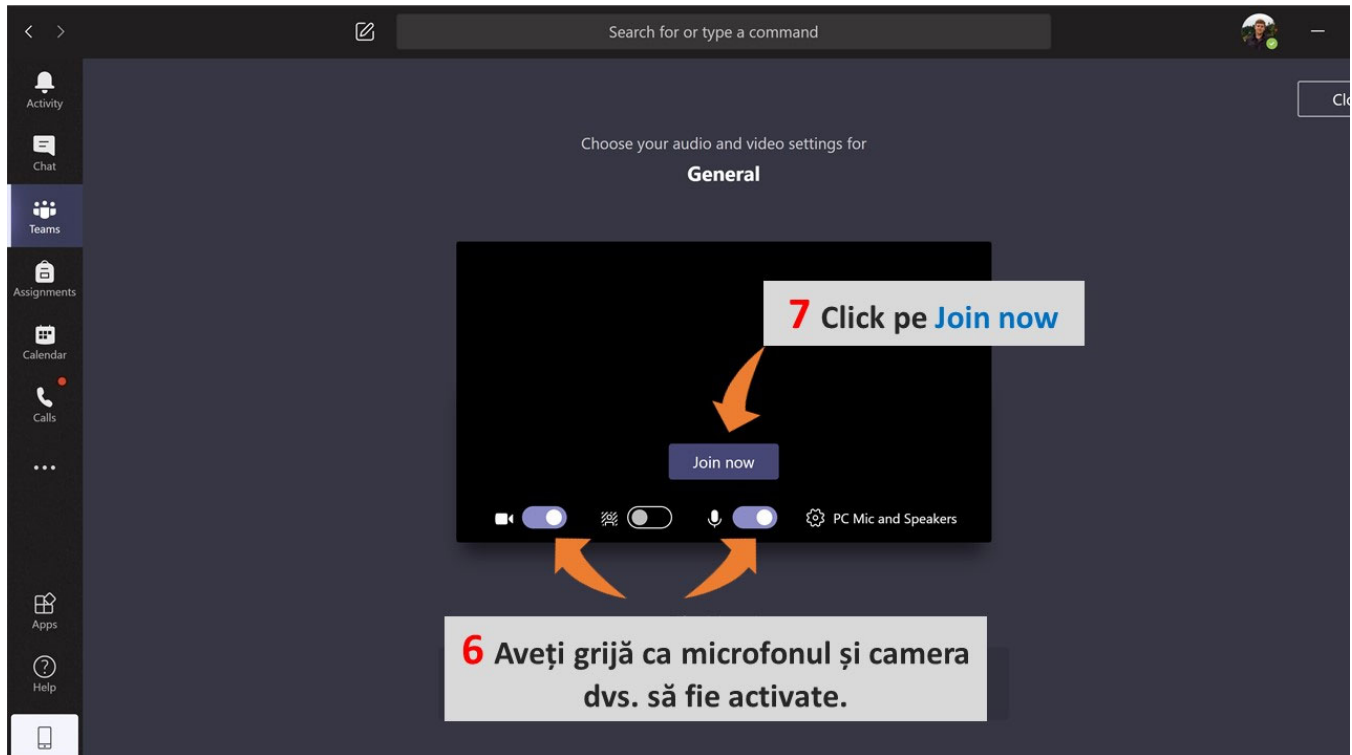 Search for or type a command
Activity
Chat
Teams
Assignments
Calendar
Calls
Apps
Help
Clo
Choose your audio and video settings for
General
7 Click pe Join now
Join now
PC Mic and Speakers
6 Aveți grijă ca microfonul și camera
dvs. să fie activate.